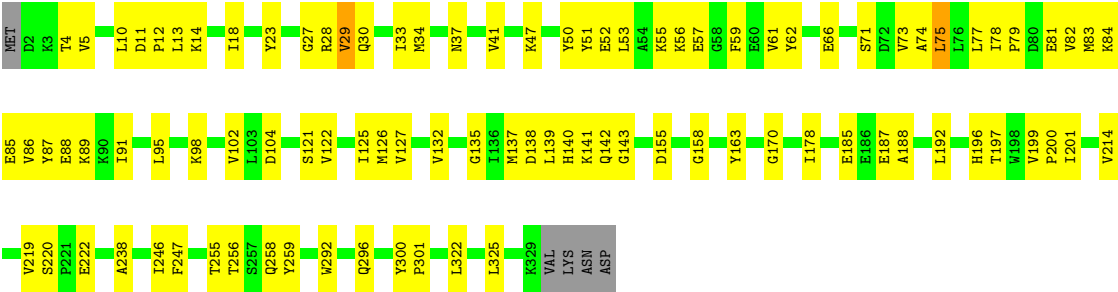 MET D2 K3 T4 V5 L10 D11 P12 L13 K14 I18 Y23 G27 R28 V29 Q30 I33 M34 N37 V41 K47 Y50 Y51 E52 L53 A54 K55 K56 E57 G58 F59 E60 V61 Y62 E66 S71 D72 V73 A74 L75 L76 L77 I78 P79 D80 E81 V82 M83 K84
E85 V86 Y87 E88 K89 K90 I91 L95 K98 V102 L103 D104 S121 V122 I125 M126 V127 V132 G135 I136 M137 D138 L139 H140 K141 Q142 G143 D155 G158 Y163 G170 I178 E185 E186 E187 A188 L192 H196 T197 W198 V199 P200 I201 V214
V219 S220 P221 E222 A238 I246 F247 T255 T256 S257 Q258 Y259 W292 Q296 Y300 P301 L322 L325 K329 VAL LYS ASN ASP